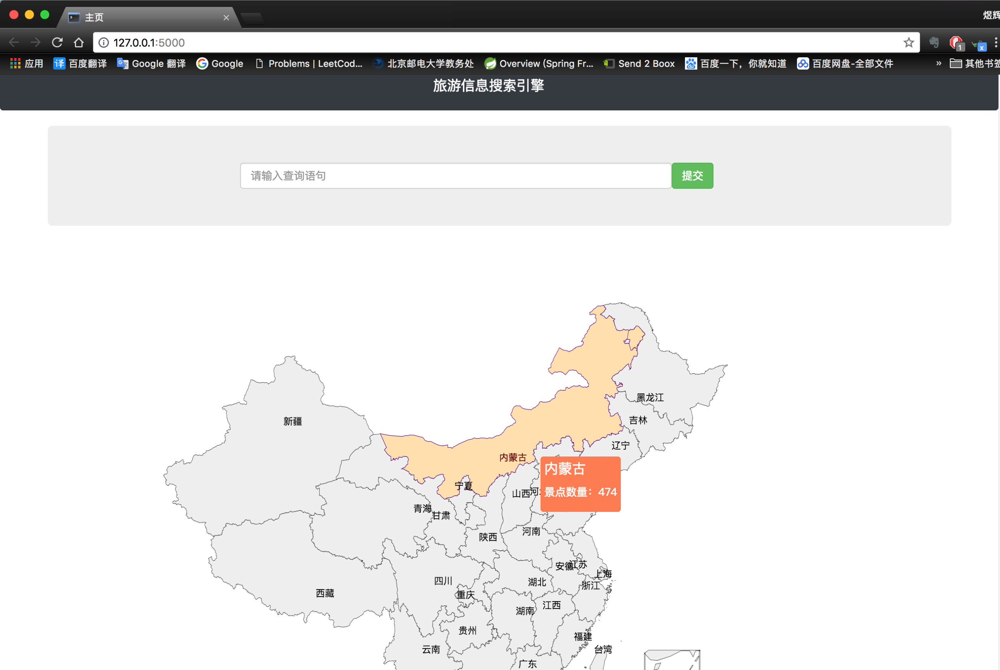 主页
煜辉
127.0.0.1:5000
1
x
应用
百度翻译
Google 翻译
Google
Problems | LeetCod...
北京邮电大学教务处
Overview (Spring Fr...
Send 2 Boox
百度一下，你就知道
百度网盘-全部文件
»
其他书签
旅游信息搜索引擎
请输入查询语句
提交
黑龙江
新疆
吉林
辽宁
内蒙古
内蒙古
景点数量：474
宁夏
山西
河
青海
甘肃
河南
陕西
安徽
江苏
上海
四川
湖北
浙江
西藏
重庆
江西
湖南
贵州
福建
云南
台湾
广东